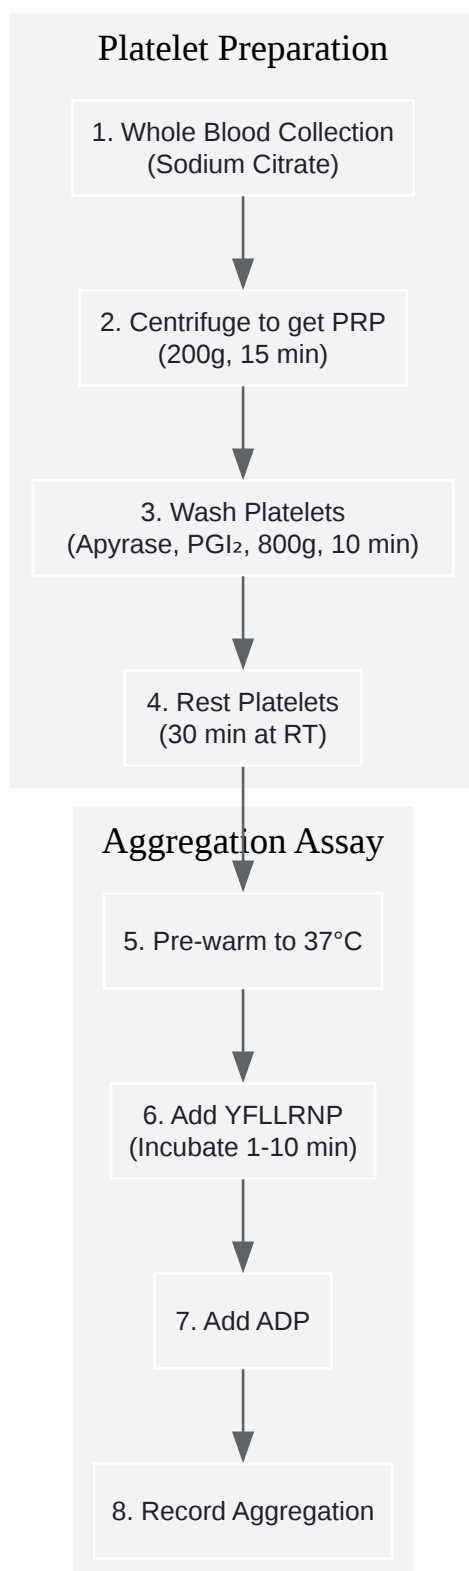 Platelet Preparation
1. Whole Blood Collection
(Sodium Citrate)
2. Centrifuge to get PRP
(200g, 15 min)
3. Wash Platelets
(Apyrase, PGI₂, 800g, 10 min)
4. Rest Platelets
(30 min at RT)
Aggregation Assay
5. Pre-warm to 37°C
6. Add YFLLRNP
(Incubate 1-10 min)
7. Add ADP
8. Record Aggregation